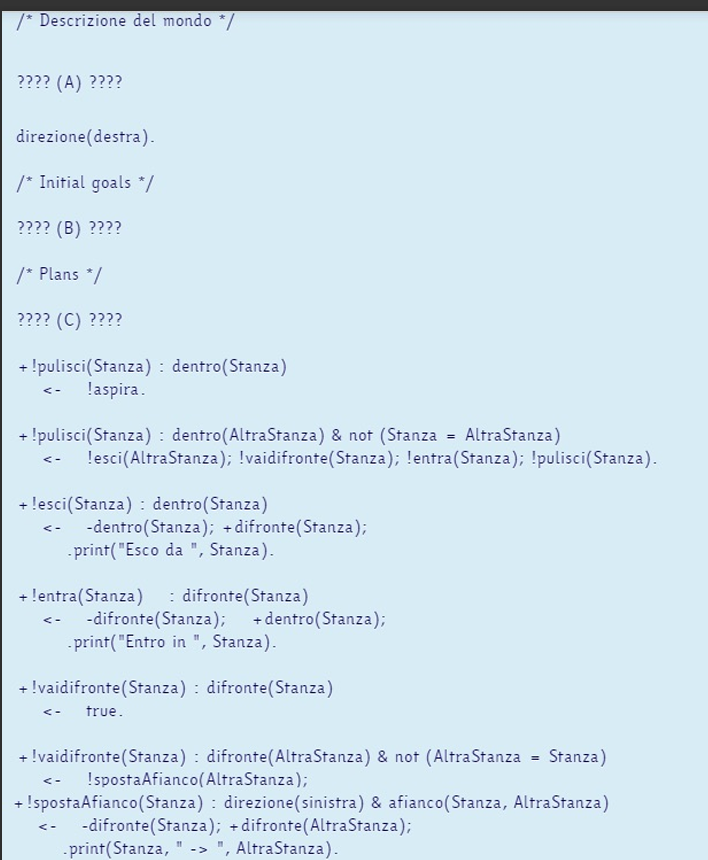 /* Descrizione del mondo */
???? (A) ????
direzione(destra).
/* Initial goals */
???? (B) ????
/* Plans */
???? (C) ????
+!pulisci(Stanza) : dentro(Stanza)
<- !aspira.
+!pulisci(Stanza) : dentro(AltraStanza) & not (Stanza = AltraStanza)
<- !esci(AltraStanza); !vaidifronte(Stanza); !entra(Stanza); !pulisci(Stanza).
+!esci(Stanza) : dentro(Stanza)
<- -dentro(Stanza); +difronte(Stanza);
.print("Esco da ", Stanza).
+!entra(Stanza) : difronte(Stanza)
<- -difronte(Stanza); +dentro(Stanza);
.print("Entro in ", Stanza).
+!vaidifronte(Stanza) : difronte(Stanza)
<- true.
+!vaidifronte(Stanza) : difronte(AltraStanza) & not (AltraStanza = Stanza)
<- !spostaAfianco(AltraStanza);
+!spostaAfianco(Stanza) : direzione(sinistra) & afianco(Stanza, AltraStanza)
<- -difronte(Stanza); +difronte(AltraStanza);
.print(Stanza, " -> ", AltraStanza).